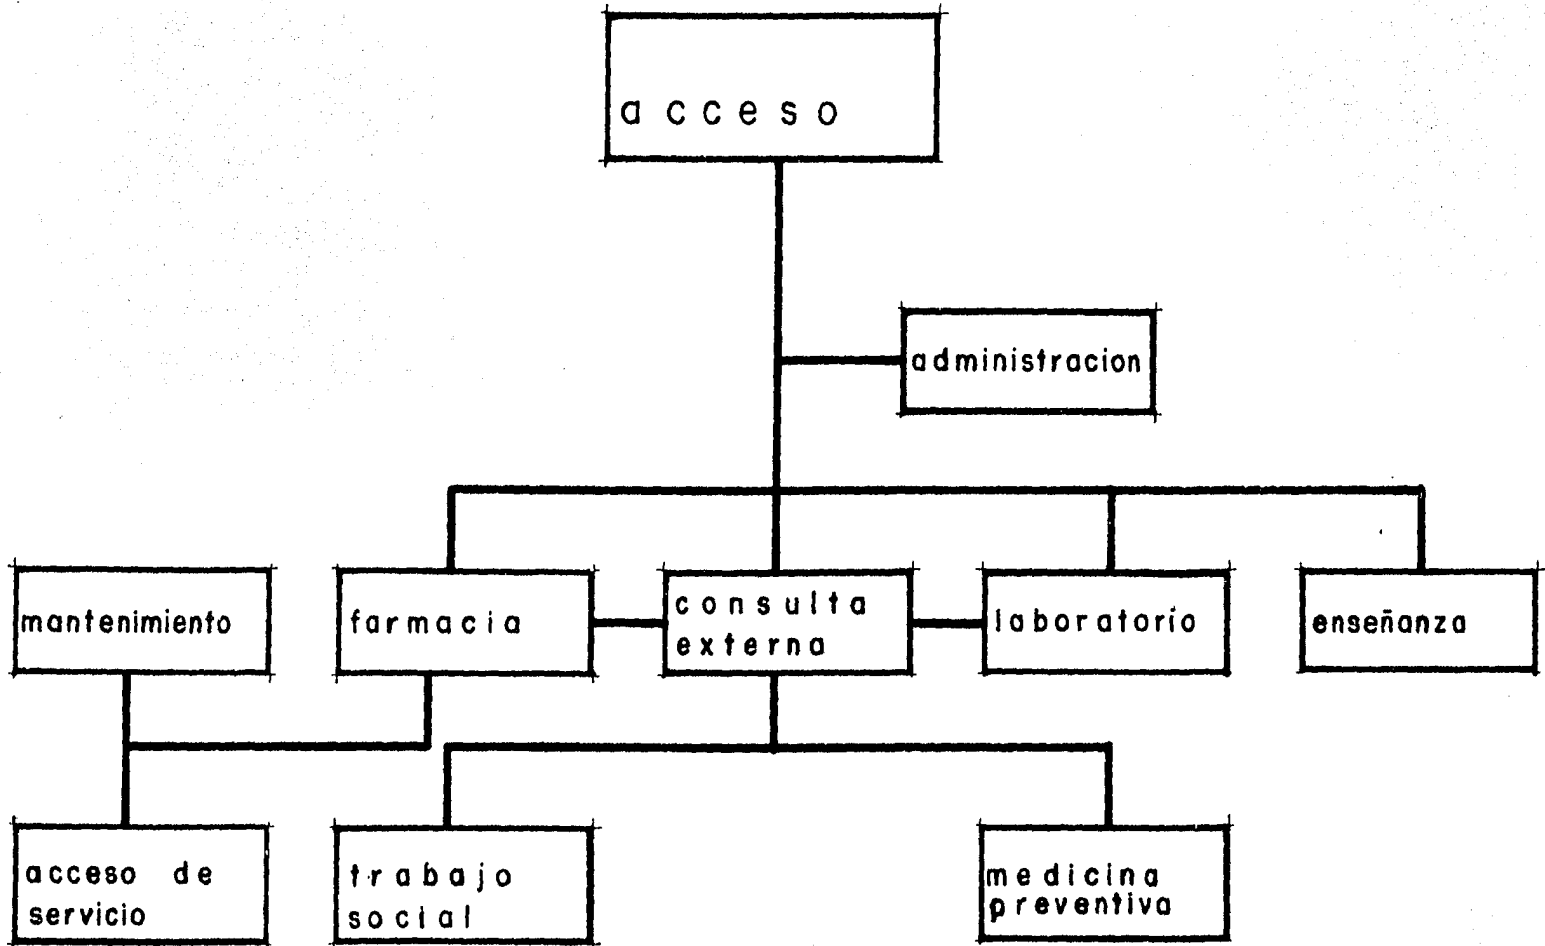 acceso
administracion
mantenimiento
farmacia
consulta
externa
laboratorio
enseñanza
acceso de
servicio
trabajo
social
medicina
preventiva